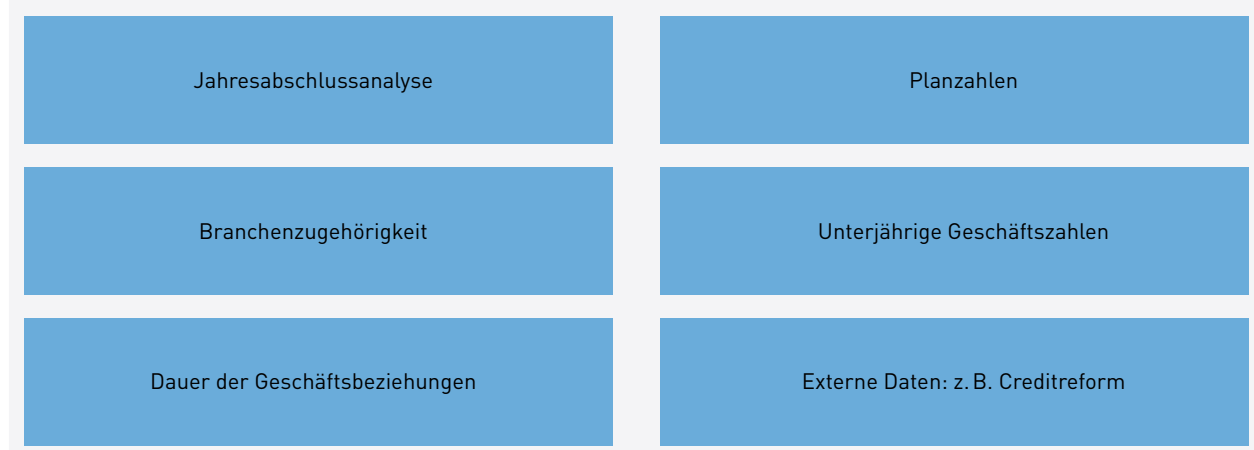 Jahresabschlussanalyse
Planzahlen
Branchenzugehörigkeit
Unterjährige Geschäftszahlen
Dauer der Geschäftsbeziehungen
Externe Daten: z. B. Creditreform